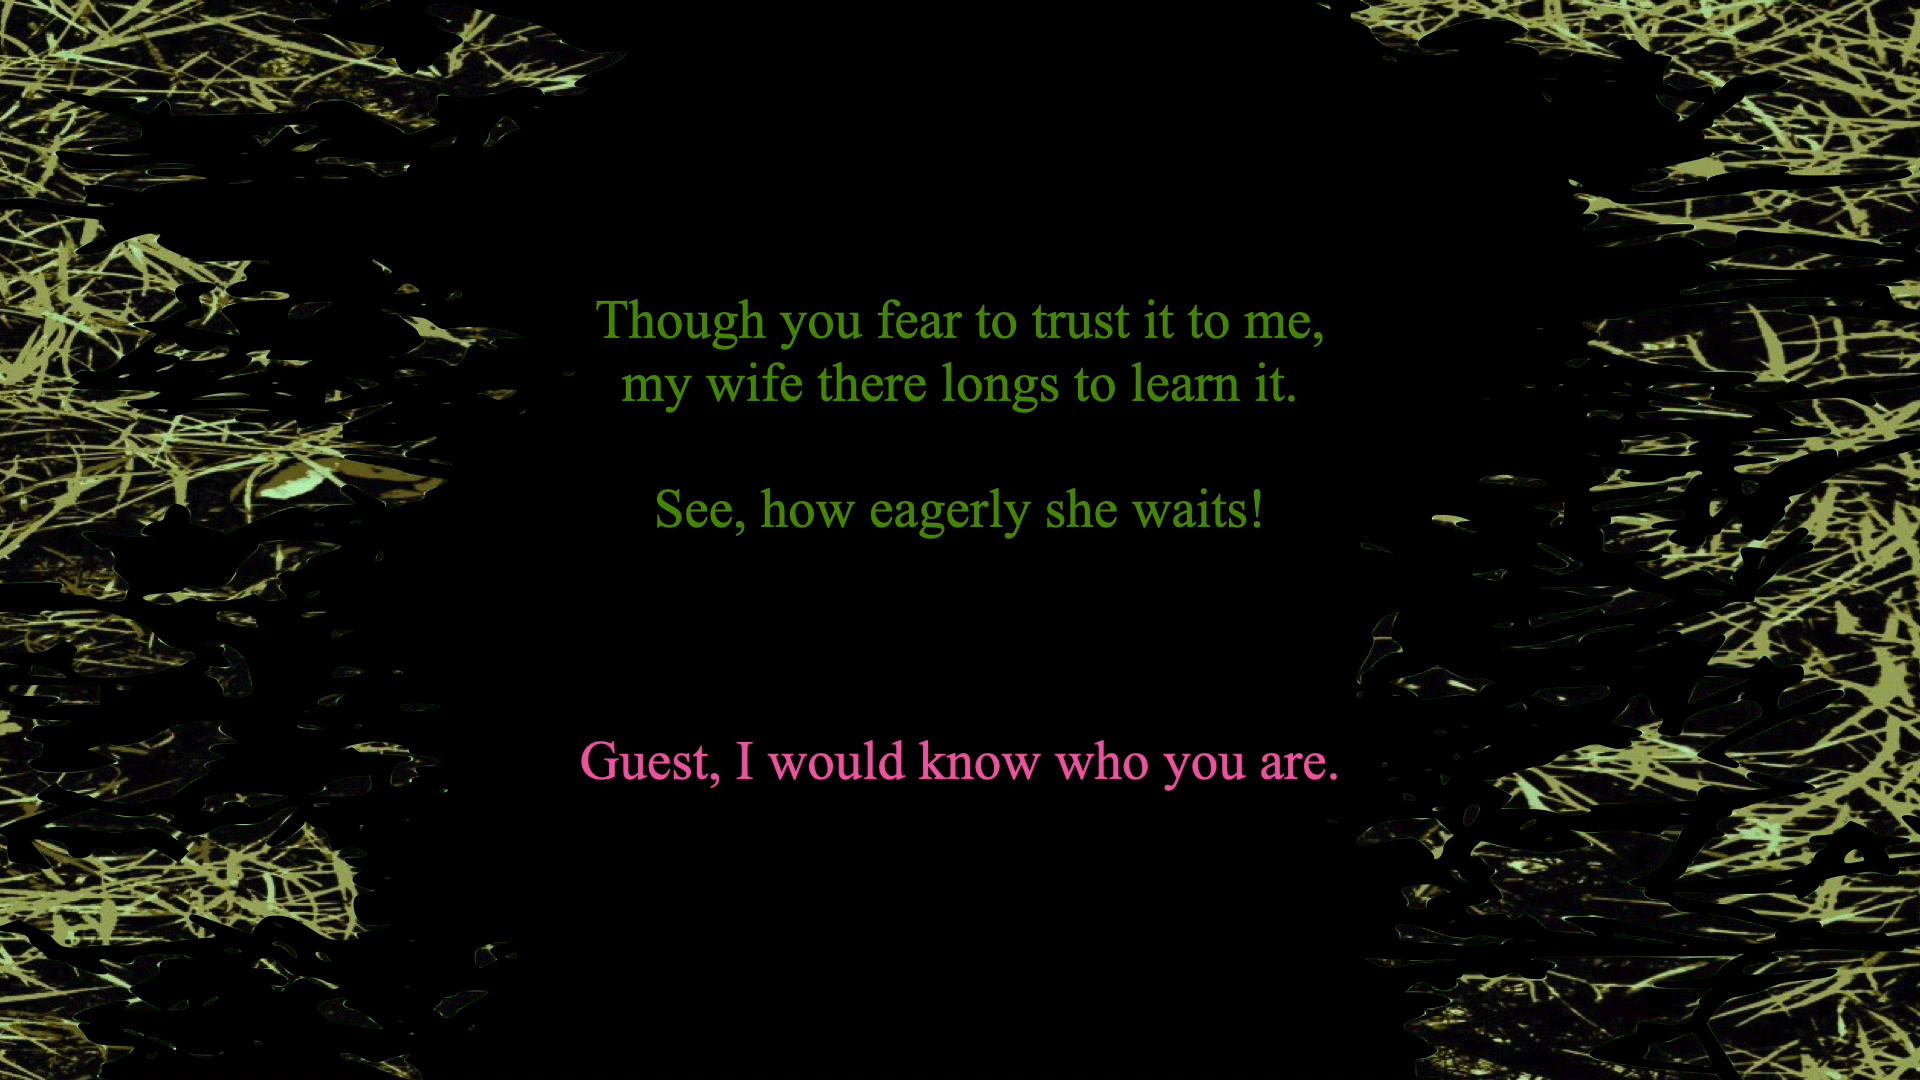 Though you fear to trust it to me,
my wife there longs to learn it.
See, how eagerly she waits!
Guest, I would know who you are.